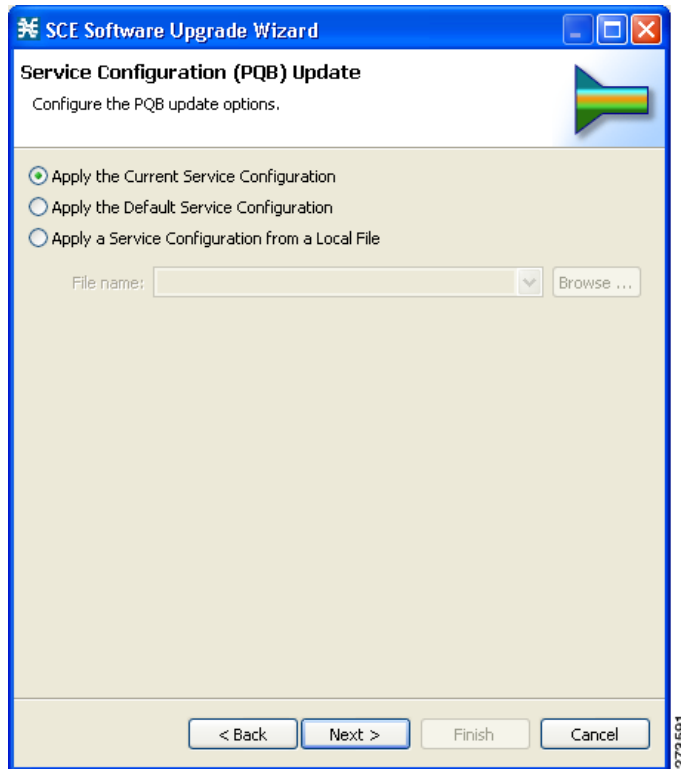 SCE Software Upgrade Wizard
Service Configuration (PQB) Update
Configure the PQB update options.
Apply the Current Service Configuration
Apply the Default Service Configuration
Apply a Service Configuration from a Local File
File name:
Browse ...
< Back
Next >
Finish
Cancel
273591